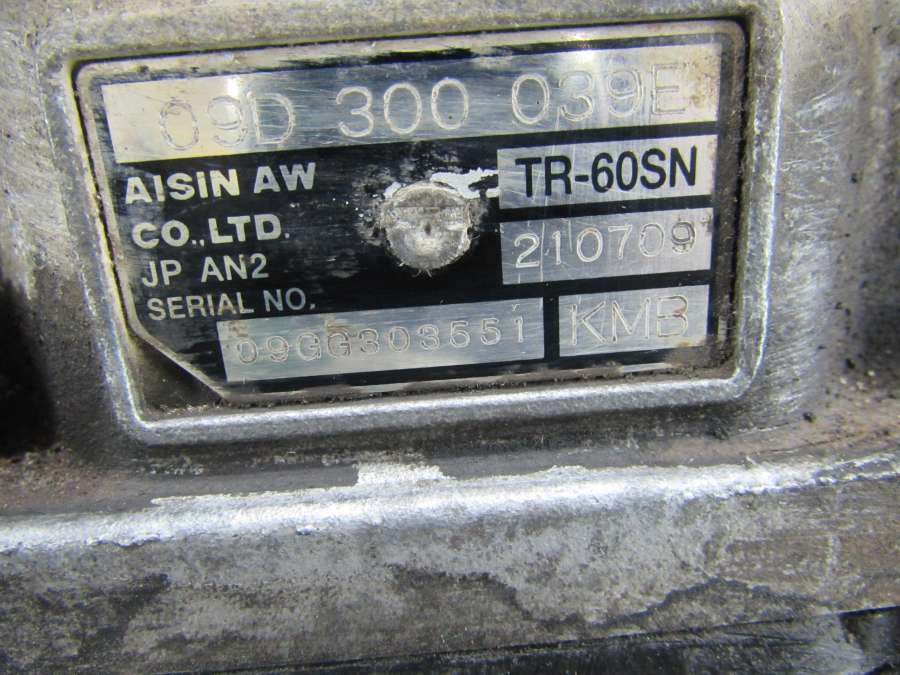 09D 300 039E
AISIN AW
CO.,LTD.
JP AN2
SERIAL NO.
TR-60SN
210709
09GG303551
KMB